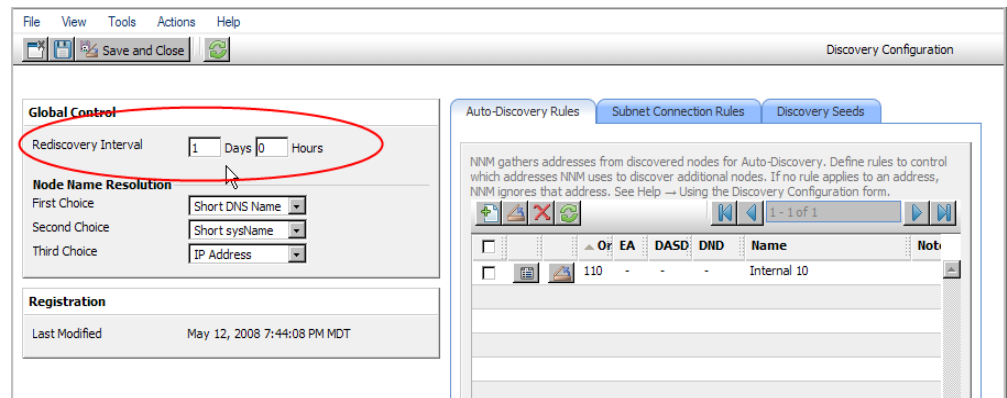 File View Tools Actions Help
Save and Close
Discovery Configuration
Global Control
Rediscovery Interval 1 Days 0 Hours
Node Name Resolution
First Choice Short DNS Name
Second Choice Short sysName
Third Choice IP Address
Registration
Last Modified May 12, 2008 7:44:08 PM MDT
Auto-Discovery Rules Subnet Connection Rules Discovery Seeds
NNM gathers addresses from discovered nodes for Auto-Discovery. Define rules to control
which addresses NNM uses to discover additional nodes. If no rule applies to an address,
NNM ignores that address. See Help → Using the Discovery Configuration form.
1 - 1 of 1
Or EA DASD DND Name Not
110 - - - Internal 10